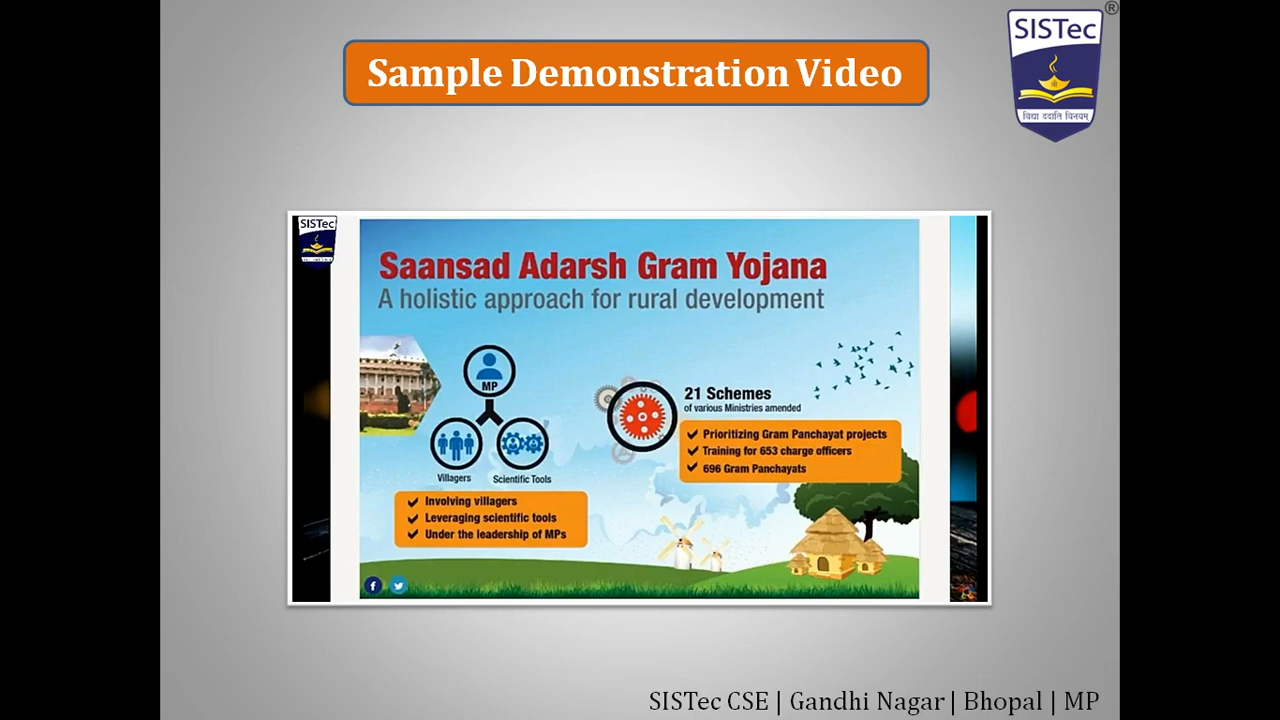 SISTec
®
विद्या ददाति विनयम्
Sample Demonstration Video
SISTec
Saansad Adarsh Gram Yojana
A holistic approach for rural development
MP
Villagers
Scientific Tools
Involving villagers
Leveraging scientific tools
Under the leadership of MPs
21 Schemes
of various Ministries amended
Prioritizing Gram Panchayat projects
Training for 653 charge officers
696 Gram Panchayats
SISTec CSE | Gandhi Nagar | Bhopal | MP